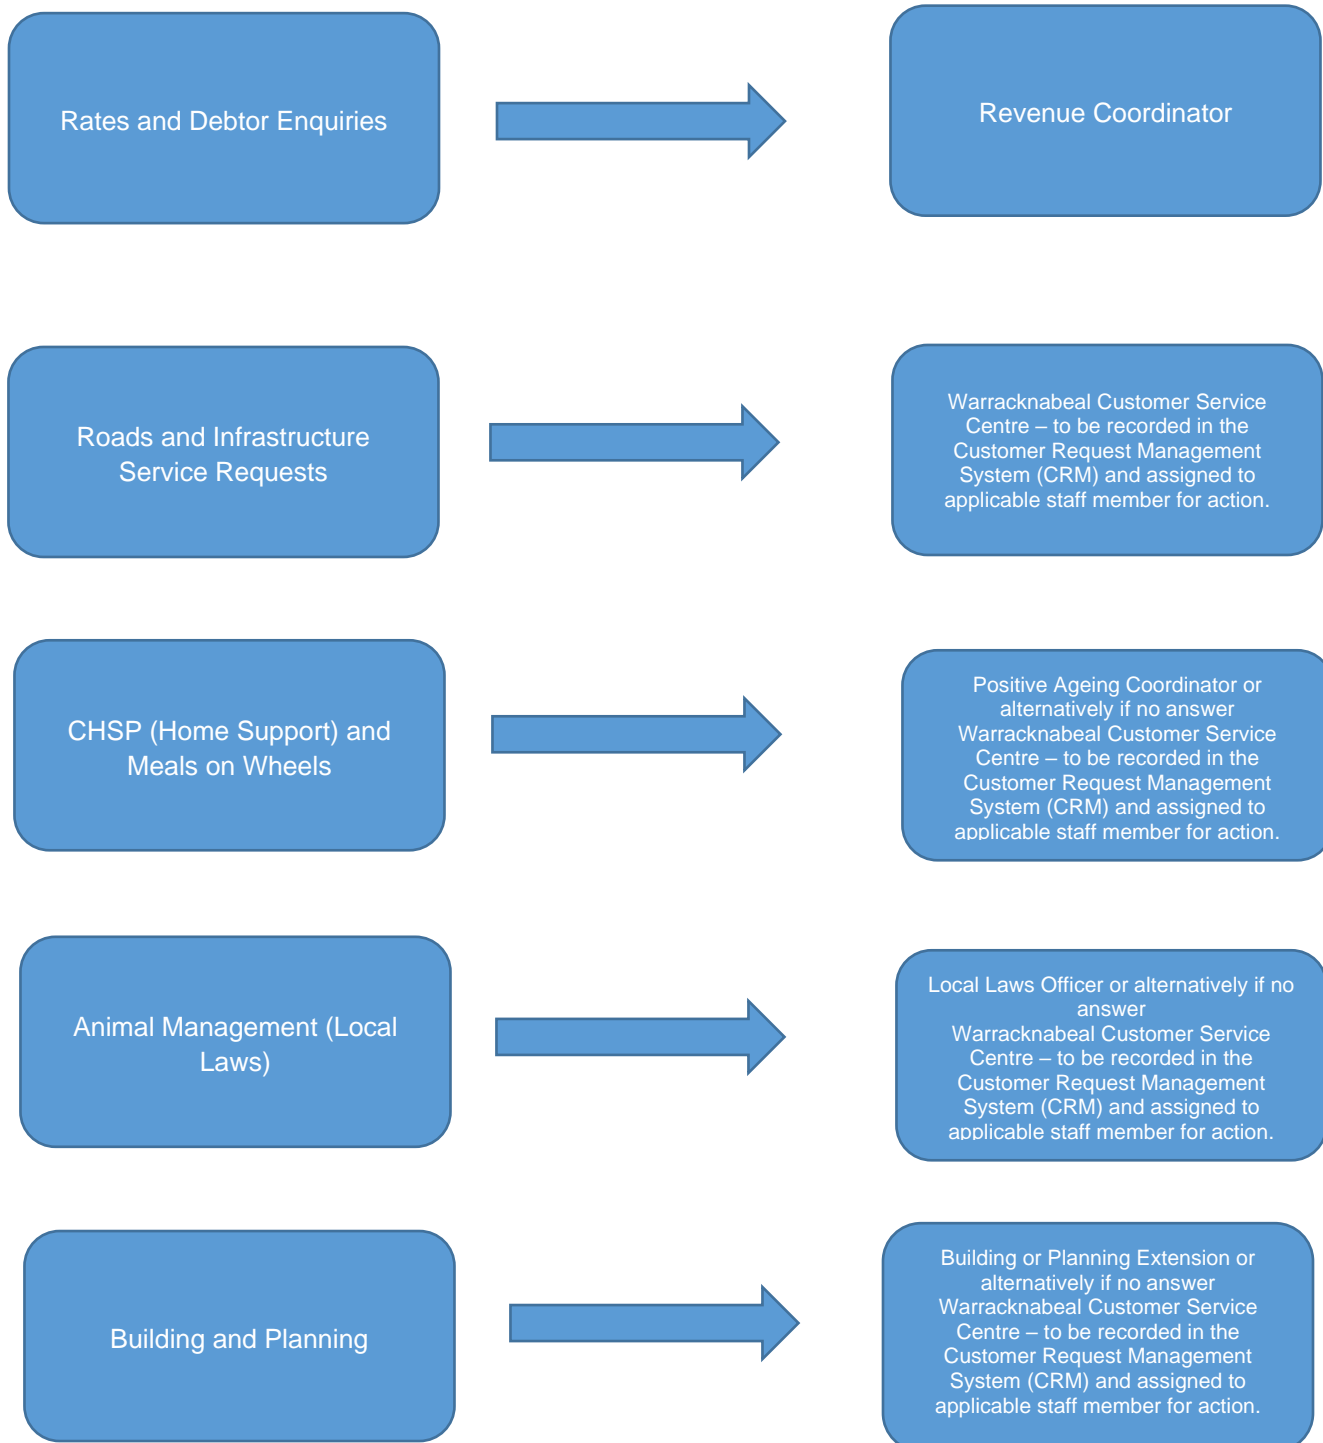 Rates and Debtor Enquiries
Revenue Coordinator
Roads and Infrastructure
Service Requests
Warracknabeal Customer Service
Centre – to be recorded in the
Customer Request Management
System (CRM) and assigned to
applicable staff member for action.
CHSP (Home Support) and
Meals on Wheels
Positive Ageing Coordinator or
alternatively if no answer
Warracknabeal Customer Service
Centre – to be recorded in the
Customer Request Management
System (CRM) and assigned to
applicable staff member for action.
Animal Management (Local
Laws)
Local Laws Officer or alternatively if no
answer
Warracknabeal Customer Service
Centre – to be recorded in the
Customer Request Management
System (CRM) and assigned to
applicable staff member for action.
Building and Planning
Building or Planning Extension or
alternatively if no answer
Warracknabeal Customer Service
Centre – to be recorded in the
Customer Request Management
System (CRM) and assigned to
applicable staff member for action.